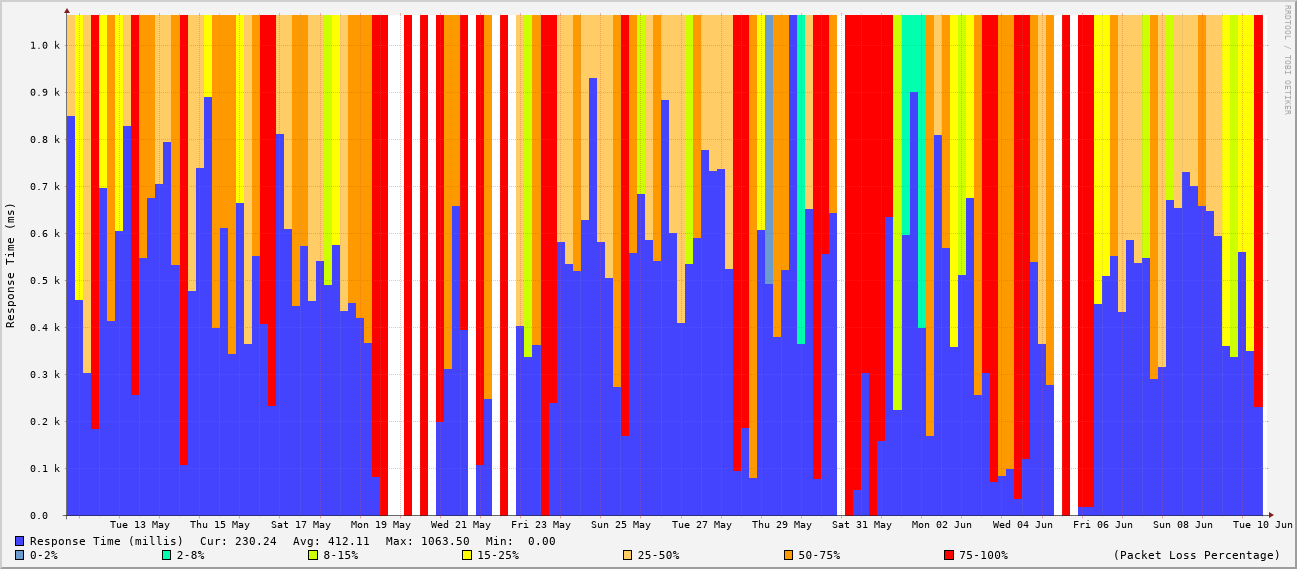 1.0 k
0.9 k
0.8 k
0.7 k
0.6 k
0.5 k
0.4 k
0.3 k
0.2 k
0.1 k
0.0
Response Time (ms)
RRDTOOL / TOBI OETIKER
Tue 13 May Thu 15 May Sat 17 May Mon 19 May Wed 21 May Fri 23 May Sun 25 May Tue 27 May Thu 29 May Sat 31 May Mon 02 Jun Wed 04 Jun Fri 06 Jun Sun 08 Jun Tue 10 Jun
Response Time (millis) Cur: 230.24 Avg: 412.11 Max: 1063.50 Min: 0.00
0-2% 2-8% 8-15% 15-25% 25-50% 50-75% 75-100% (Packet Loss Percentage)